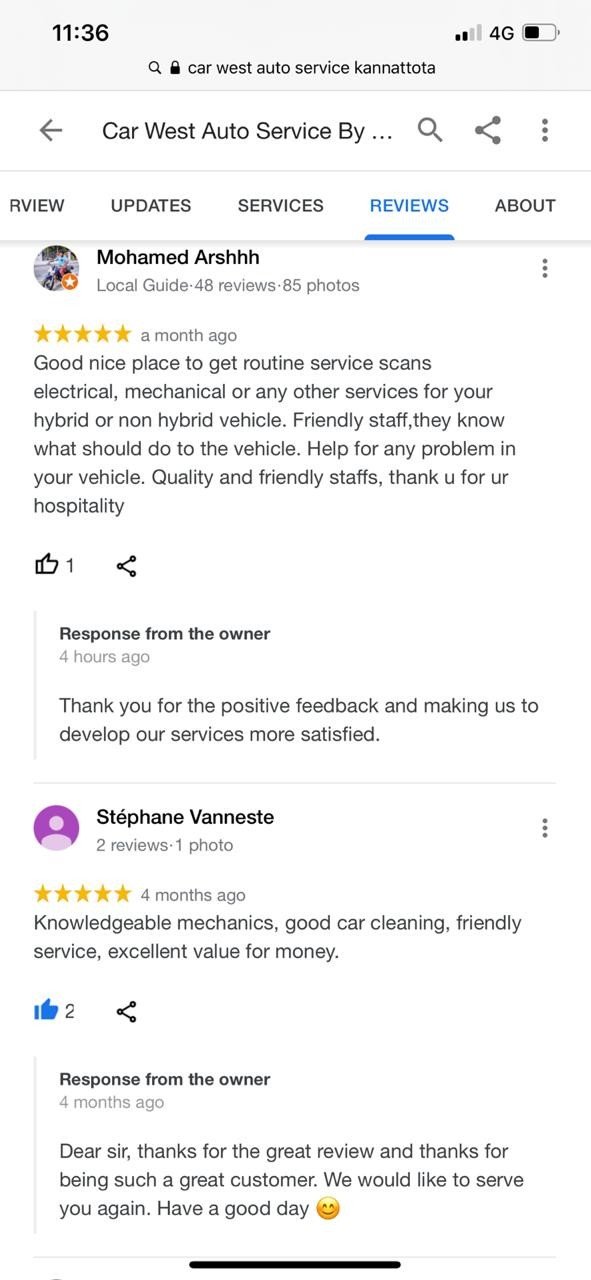 11:36
4G
car west auto service kannattota
Car West Auto Service By ...
RVIEW UPDATES SERVICES REVIEWS ABOUT
Mohamed Arshhh
Local Guide·48 reviews·85 photos
a month ago
Good nice place to get routine service scans
electrical, mechanical or any other services for your
hybrid or non hybrid vehicle. Friendly staff,they know
what should do to the vehicle. Help for any problem in
your vehicle. Quality and friendly staffs, thank u for ur
hospitality
1
Response from the owner
4 hours ago
Thank you for the positive feedback and making us to
develop our services more satisfied.
Stéphane Vanneste
2 reviews·1 photo
4 months ago
Knowledgeable mechanics, good car cleaning, friendly
service, excellent value for money.
2
Response from the owner
4 months ago
Dear sir, thanks for the great review and thanks for
being such a great customer. We would like to serve
you again. Have a good day 😊